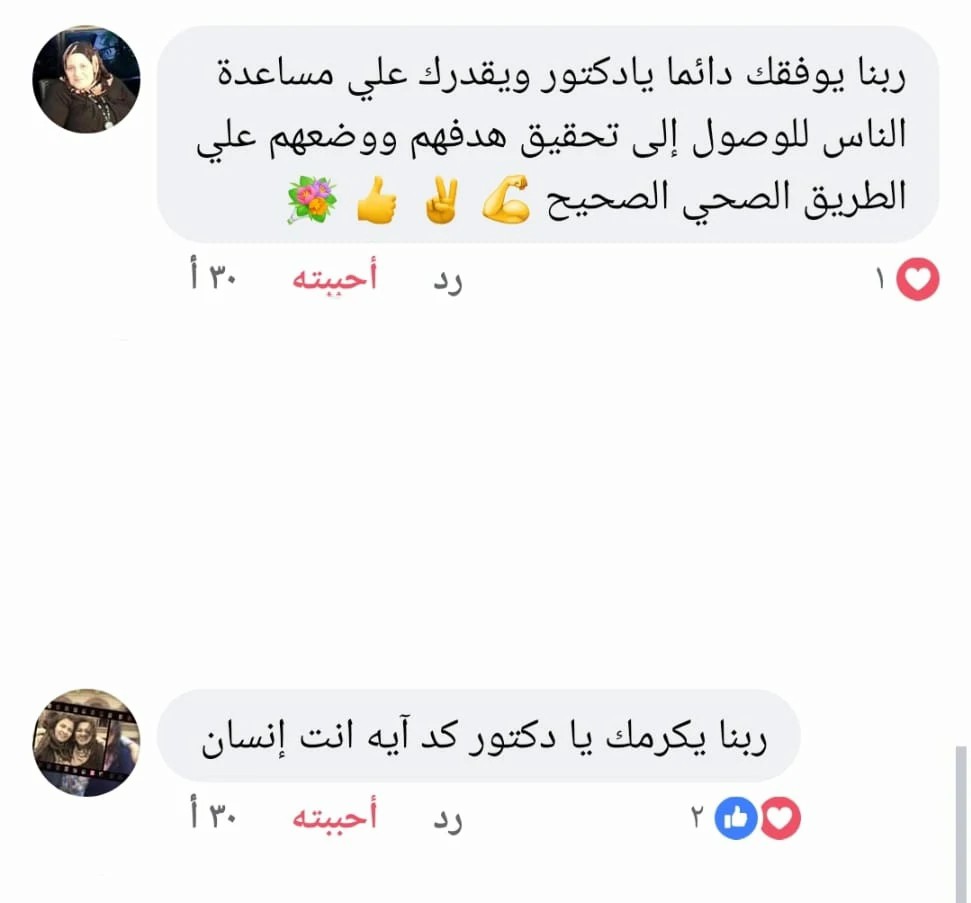 ربنا يوفقك دائما يادكتور ويقدرك علي مساعدة
الناس للوصول إلى تحقيق هدفهم ووضعهم علي
الطريق الصحي الصحيح 💪 ✌ 👍 💐
٣٠ أ أحببته رد ١
ربنا يكرمك يا دكتور كد آيه انت إنسان
٣٠ أ أحببته رد ٢